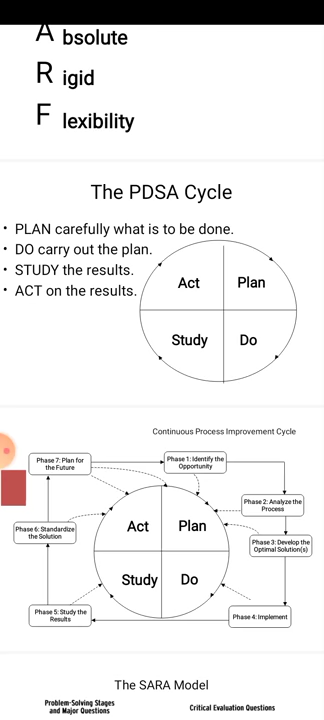 A bsolute
R igid
F lexibility
The PDSA Cycle
• PLAN carefully what is to be done.
• DO carry out the plan.
• STUDY the results.
• ACT on the results.
Act Plan
Study Do
Continuous Process Improvement Cycle
Phase 7: Plan for
the Future
Phase 1: Identify the
Opportunity
Phase 2: Analyze the
Process
Phase 6: Standardize
the Solution
Act Plan
Phase 3: Develop the
Optimal Solution(s)
Study Do
Phase 5: Study the
Results
Phase 4: Implement
The SARA Model
Problem-Solving Stages
and Major Questions
Critical Evaluation Questions